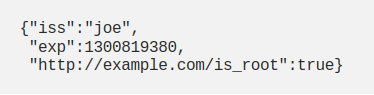 {"iss":"joe",
"exp":1300819380,
"http://example.com/is_root":true}